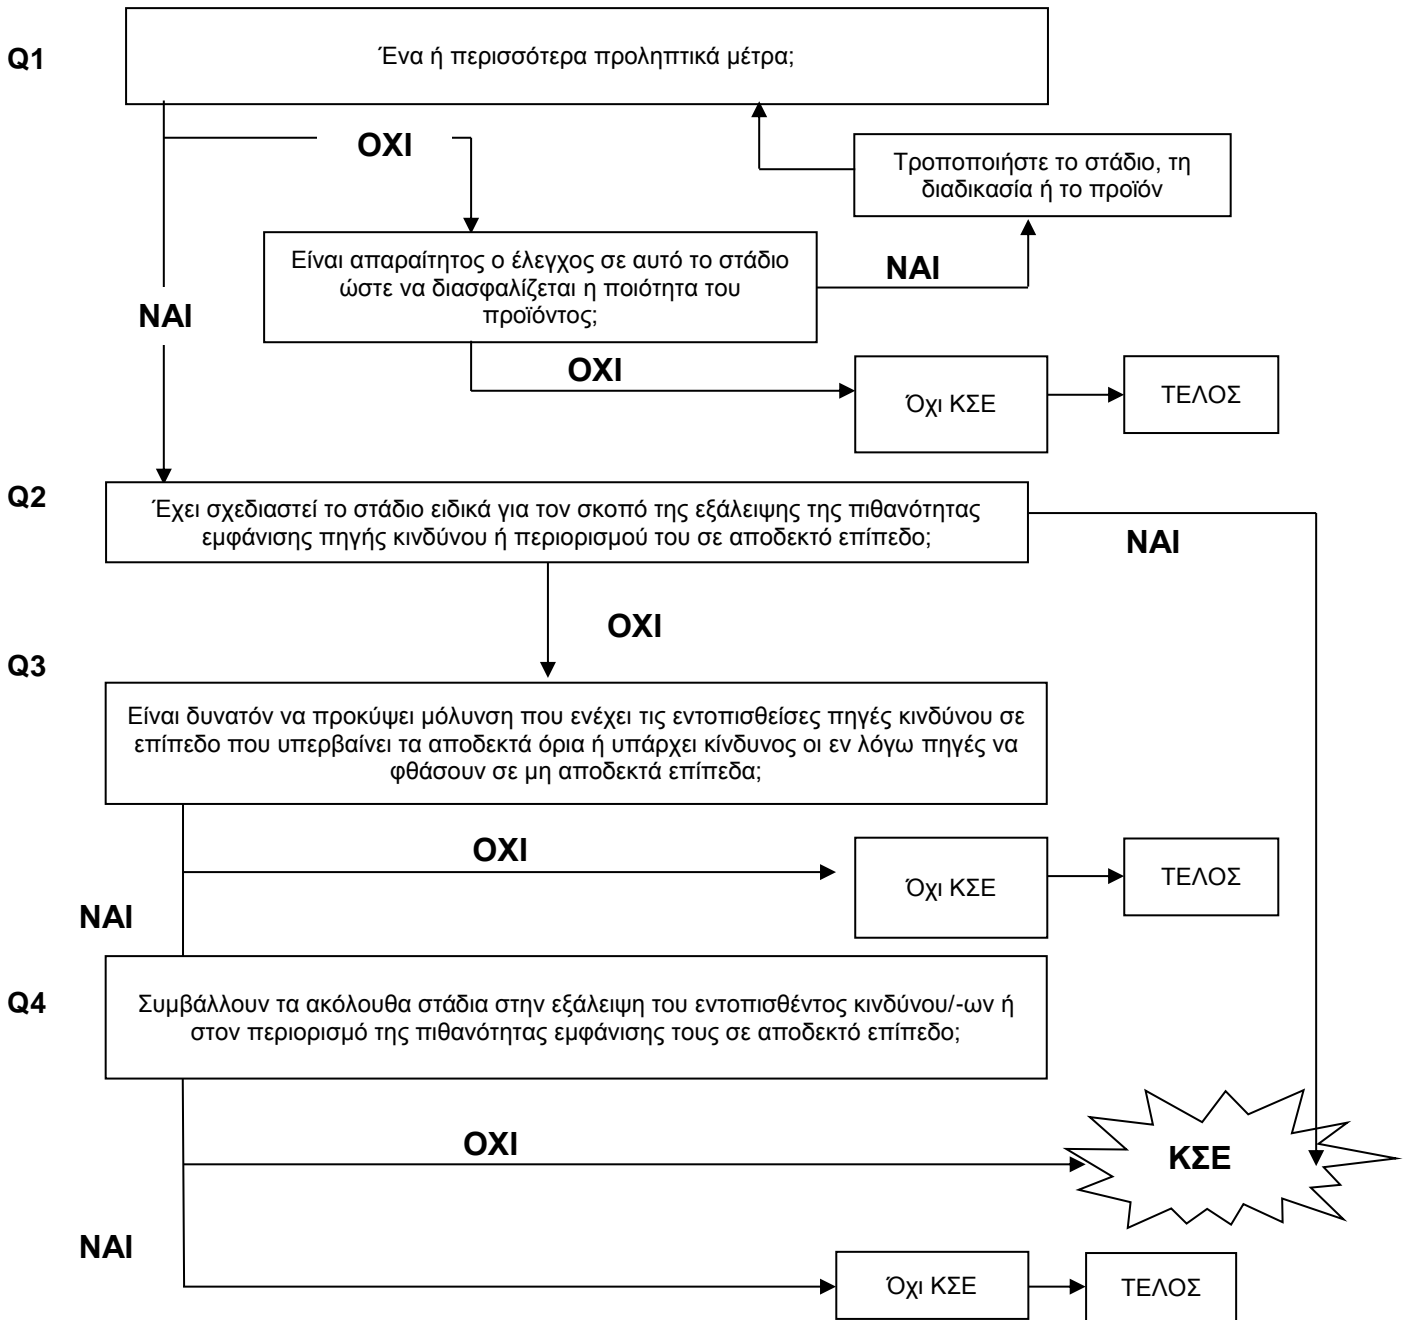 Q1
Ένα ή περισσότερα προληπτικά μέτρα;
ΟΧΙ
Τροποποιήστε το στάδιο, τη
διαδικασία ή το προϊόν
Είναι απαραίτητος ο έλεγχος σε αυτό το στάδιο
ώστε να διασφαλίζεται η ποιότητα του
προϊόντος;
ΝΑΙ
ΝΑΙ
ΟΧΙ
Όχι ΚΣΕ
ΤΕΛΟΣ
Q2
Έχει σχεδιαστεί το στάδιο ειδικά για τον σκοπό της εξάλειψης της πιθανότητας
εμφάνισης πηγής κινδύνου ή περιορισμού του σε αποδεκτό επίπεδο;
ΝΑΙ
ΟΧΙ
Q3
Είναι δυνατόν να προκύψει μόλυνση που ενέχει τις εντοπισθείσες πηγές κινδύνου σε
επίπεδο που υπερβαίνει τα αποδεκτά όρια ή υπάρχει κίνδυνος οι εν λόγω πηγές να
φθάσουν σε μη αποδεκτά επίπεδα;
ΟΧΙ
Όχι ΚΣΕ
ΤΕΛΟΣ
ΝΑΙ
Q4
Συμβάλλουν τα ακόλουθα στάδια στην εξάλειψη του εντοπισθέντος κινδύνου/-ων ή
στον περιορισμό της πιθανότητας εμφάνισης τους σε αποδεκτό επίπεδο;
ΟΧΙ
ΚΣΕ
ΝΑΙ
Όχι ΚΣΕ
ΤΕΛΟΣ